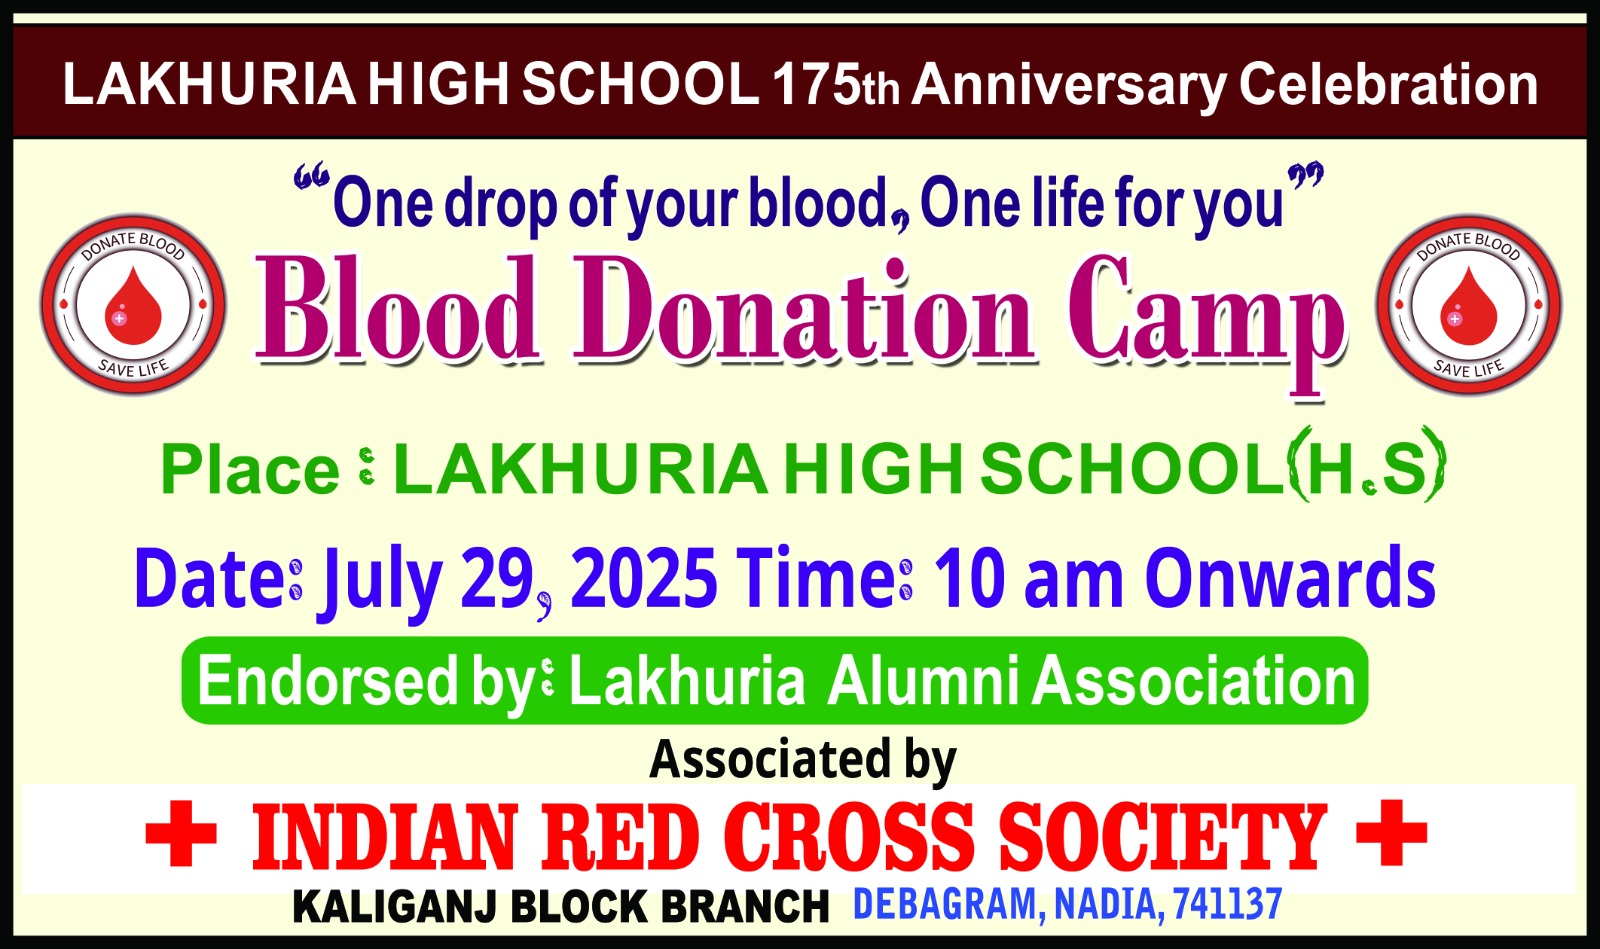 LAKHURIA HIGH SCHOOL 175th Anniversary Celebration
“One drop of your blood, One life for you”
DONATE BLOOD
SAVE LIFE
Blood Donation Camp
DONATE BLOOD
SAVE LIFE
Place : LAKHURIA HIGH SCHOOL(H.S)
Date: July 29, 2025 Time: 10 am Onwards
Endorsed by: Lakhuria Alumni Association
Associated by
INDIAN RED CROSS SOCIETY
KALIGANJ BLOCK BRANCH DEBAGRAM, NADIA, 741137